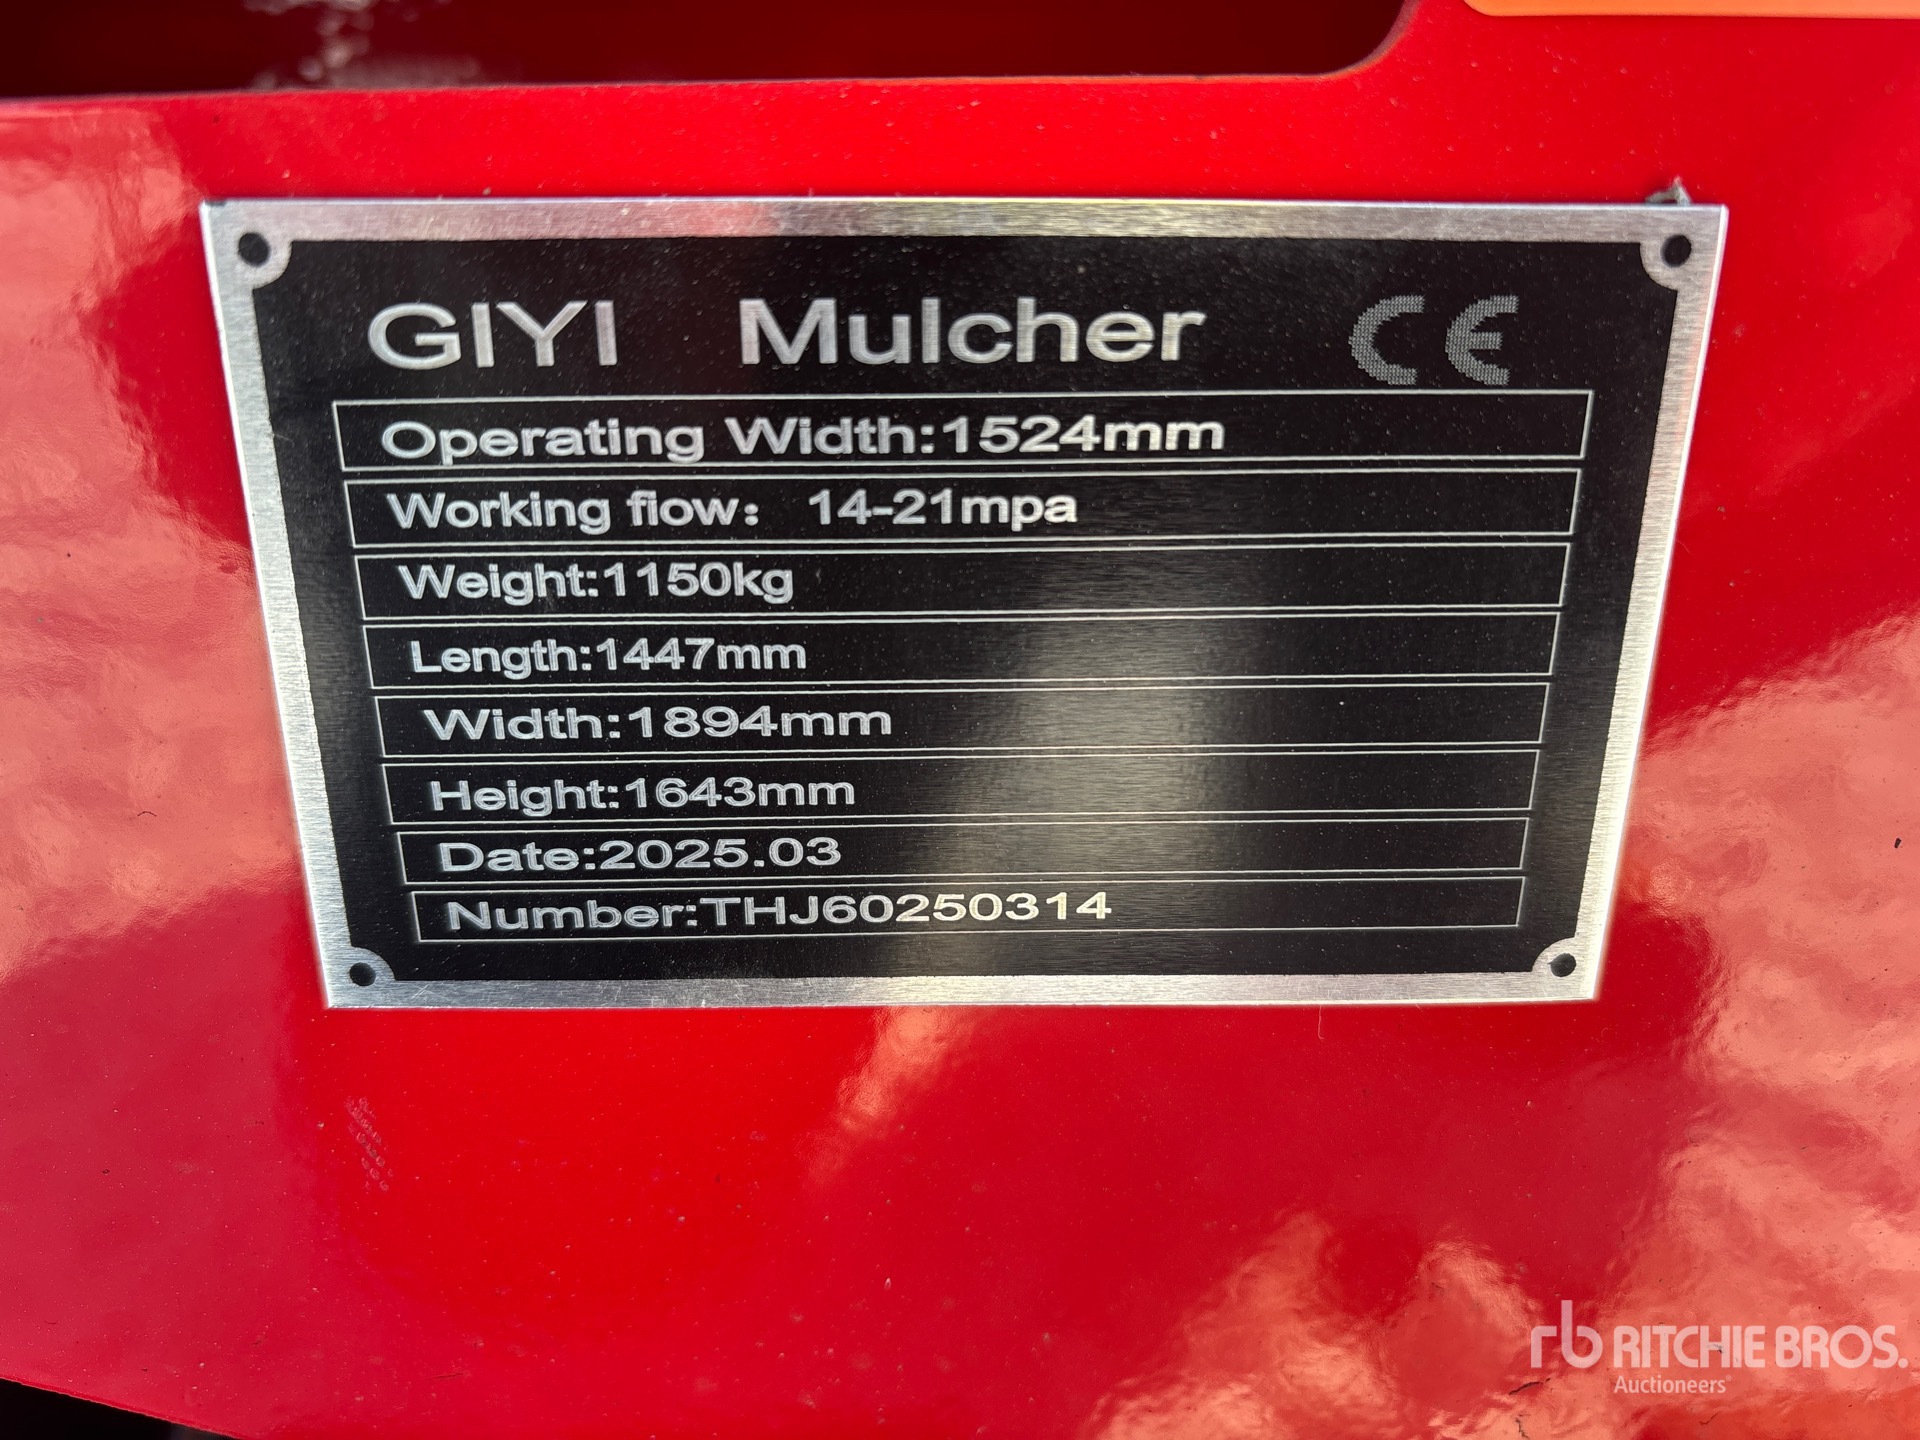 GIYI Mulcher CE
Operating Width:1524mm
Working flow: 14-21mpa
Weight:1150kg
Length:1447mm
Width:1894mm
Height:1643mm
Date:2025.03
Number:THJ60250314
rb RITCHIE BROS.
Auctioneers